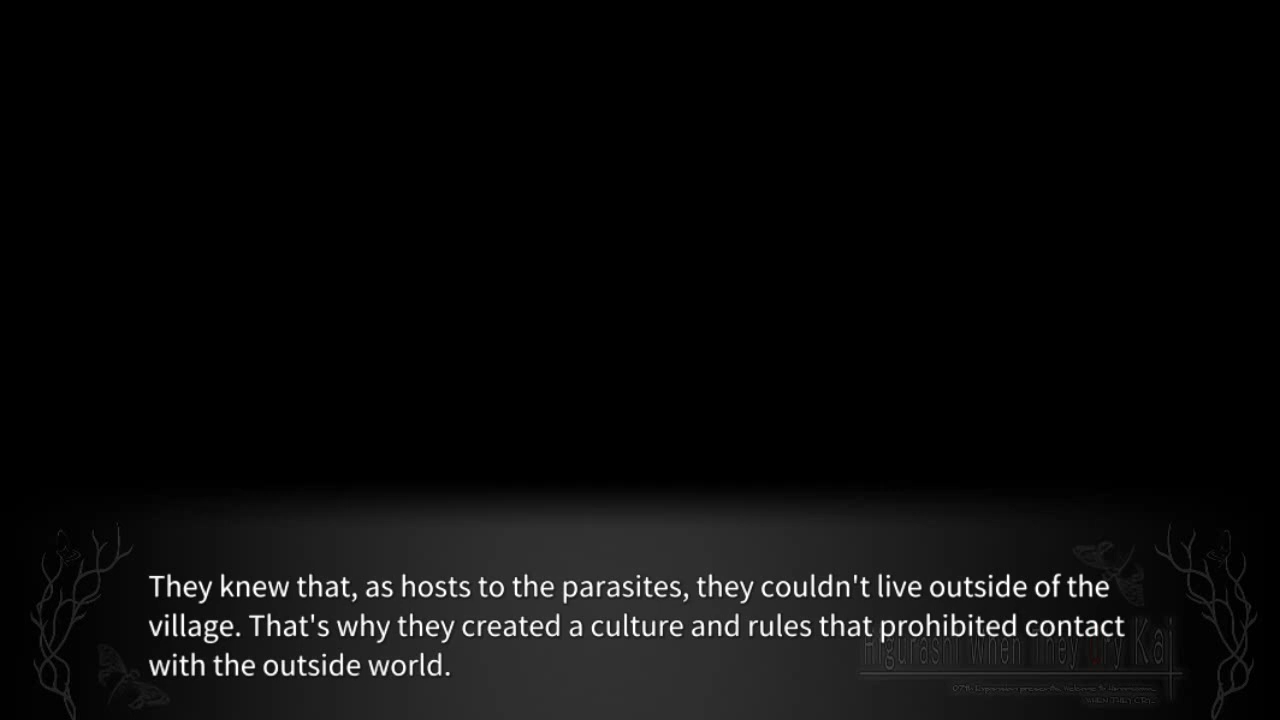 They knew that, as hosts to the parasites, they couldn't live outside of the
village. That's why they created a culture and rules that prohibited contact
with the outside world.
Higurashi When They Cry Kai